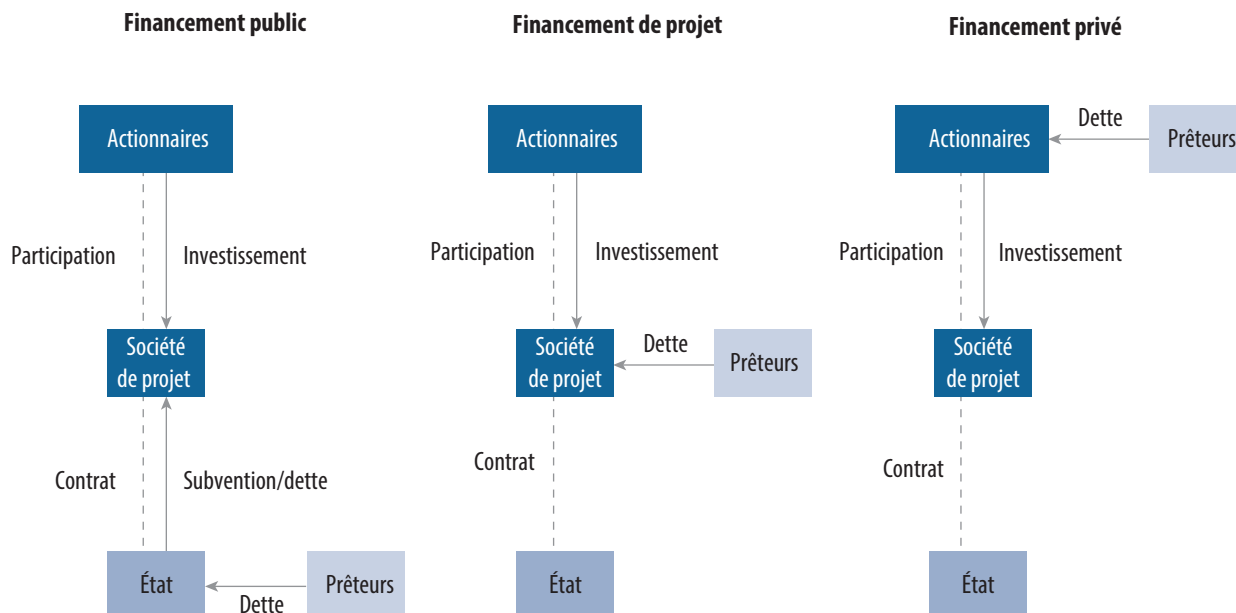 Financement public
Actionnaires
Participation
Investissement
Société
de projet
Contrat
Subvention/dette
État
Dette
Prêteurs
Financement de projet
Actionnaires
Participation
Investissement
Société
de projet
Dette
Prêteurs
Contrat
État
Financement privé
Actionnaires
Dette
Prêteurs
Participation
Investissement
Société
de projet
Contrat
État